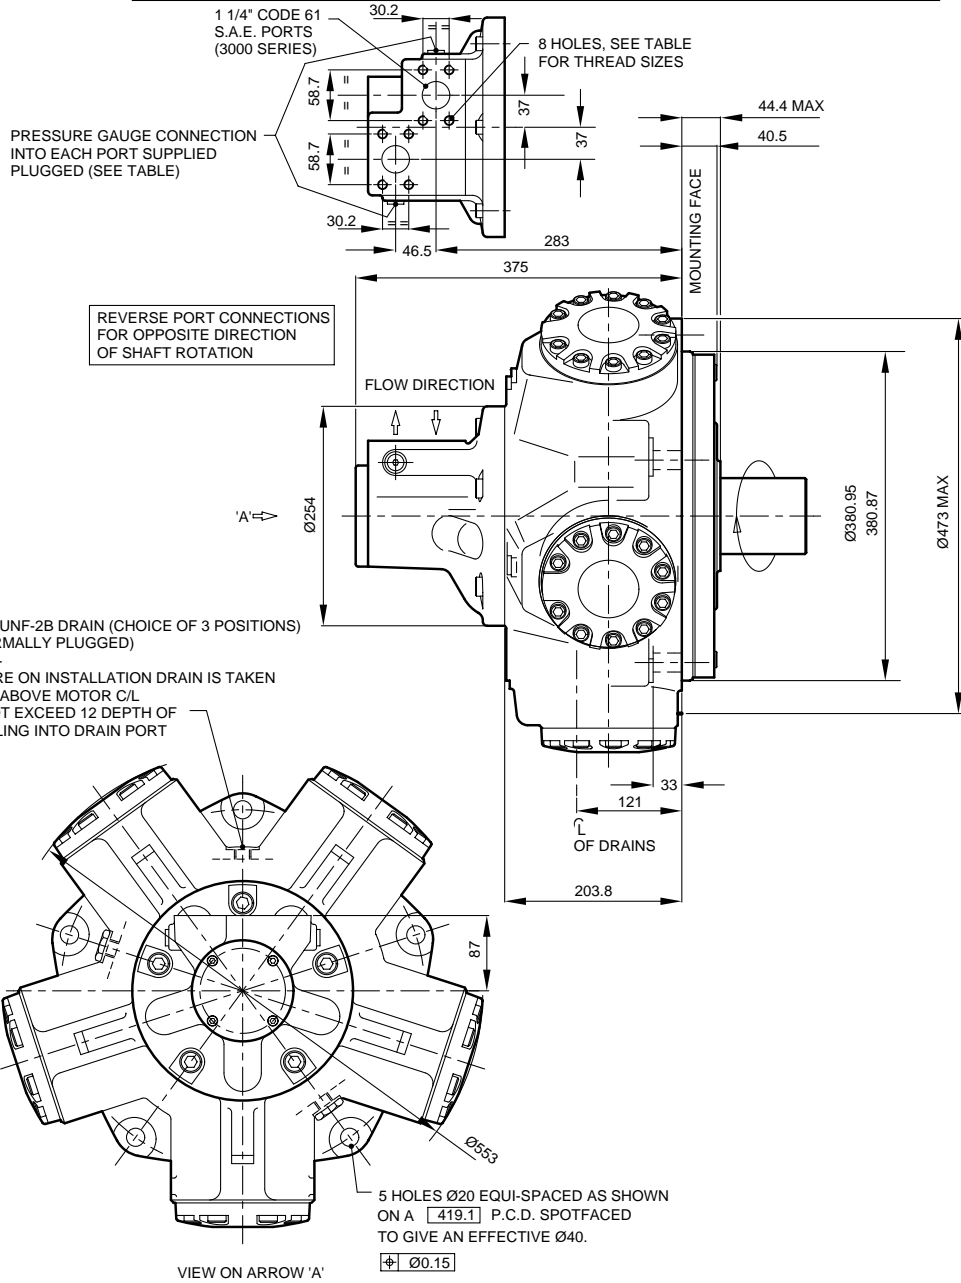 1 1/4" CODE 61
S.A.E. PORTS
(3000 SERIES)
30.2
8 HOLES, SEE TABLE
FOR THREAD SIZES
58.7
37
37
44.4 MAX
40.5
PRESSURE GAUGE CONNECTION
INTO EACH PORT SUPPLIED
PLUGGED (SEE TABLE)
58.7
30.2
46.5
283
375
MOUNTING FACE
REVERSE PORT CONNECTIONS
FOR OPPOSITE DIRECTION
OF SHAFT ROTATION
FLOW DIRECTION
'A'
Ø254
Ø380.95
380.87
Ø473 MAX
UNF-2B DRAIN (CHOICE OF 3 POSITIONS)
RMALLY PLUGGED)
RE ON INSTALLATION DRAIN IS TAKEN
ABOVE MOTOR C/L
OT EXCEED 12 DEPTH OF
LING INTO DRAIN PORT
33
121
CL
OF DRAINS
203.8
87
Ø553
5 HOLES Ø20 EQUI-SPACED AS SHOWN
ON A 419.1 P.C.D. SPOTFACED
TO GIVE AN EFFECTIVE Ø40.
⌖ Ø0.15
VIEW ON ARROW 'A'